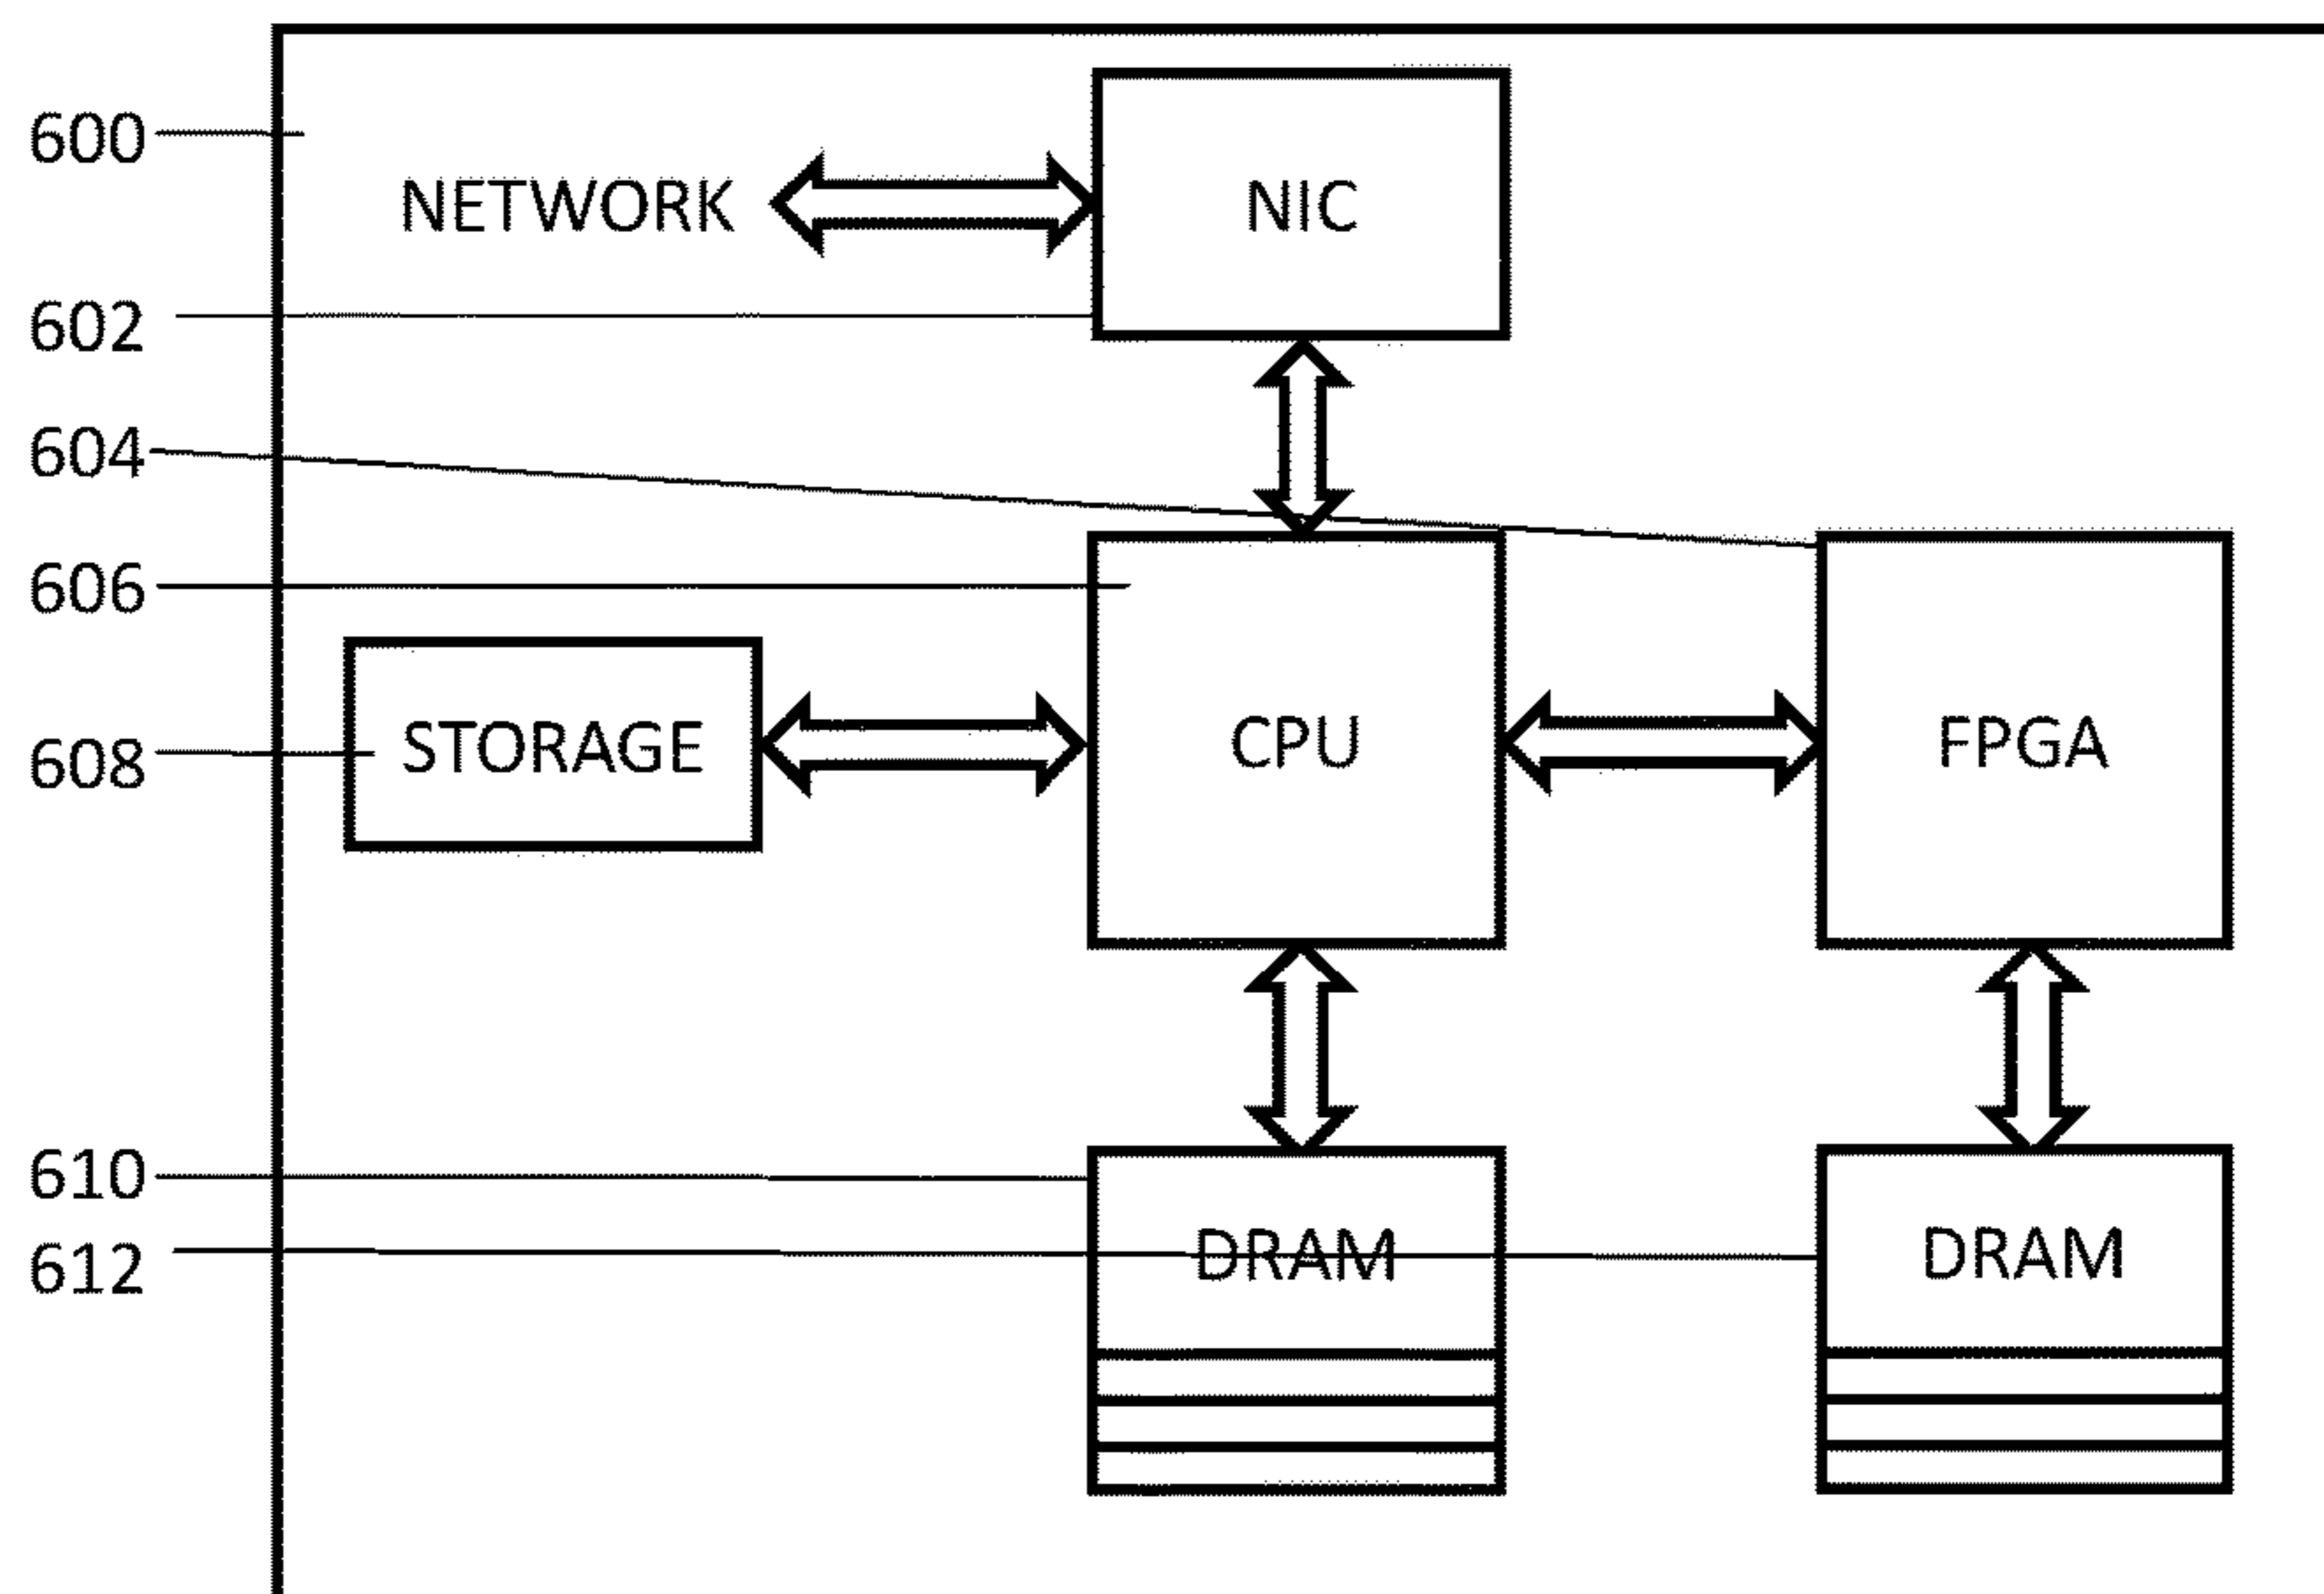 600
NETWORK
NIC
602
604
606
STORAGE
CPU
FPGA
608
610
DRAM
DRAM
612